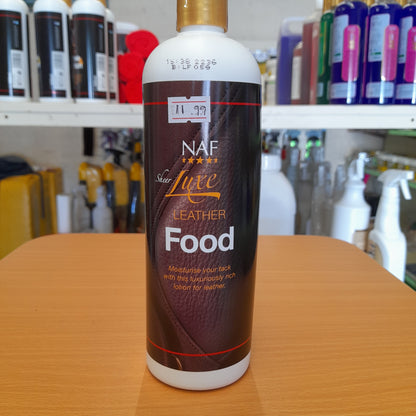 11.99
NAF
Sheer Luxe
LEATHER
Food
Moisturise your tack
with this luxuriously rich
lotion for leather.